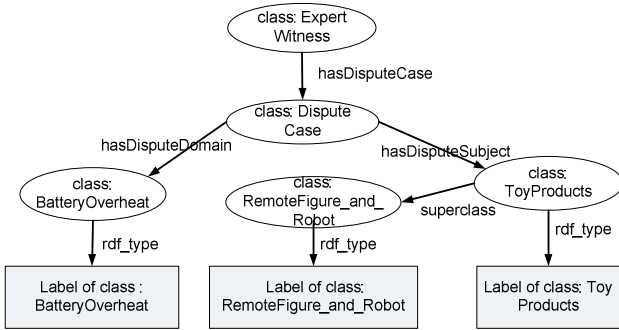 class: Expert
Witness
hasDisputeCase
class: Dispute
Case
hasDisputeDomain
hasDisputeSubject
class:
BatteryOverheat
class:
RemoteFigure_and_
Robot
class:
ToyProducts
superclass
rdf_type
rdf_type
rdf_type
Label of class :
BatteryOverheat
Label of class:
RemoteFigure_and_Robot
Label of class: Toy
Products